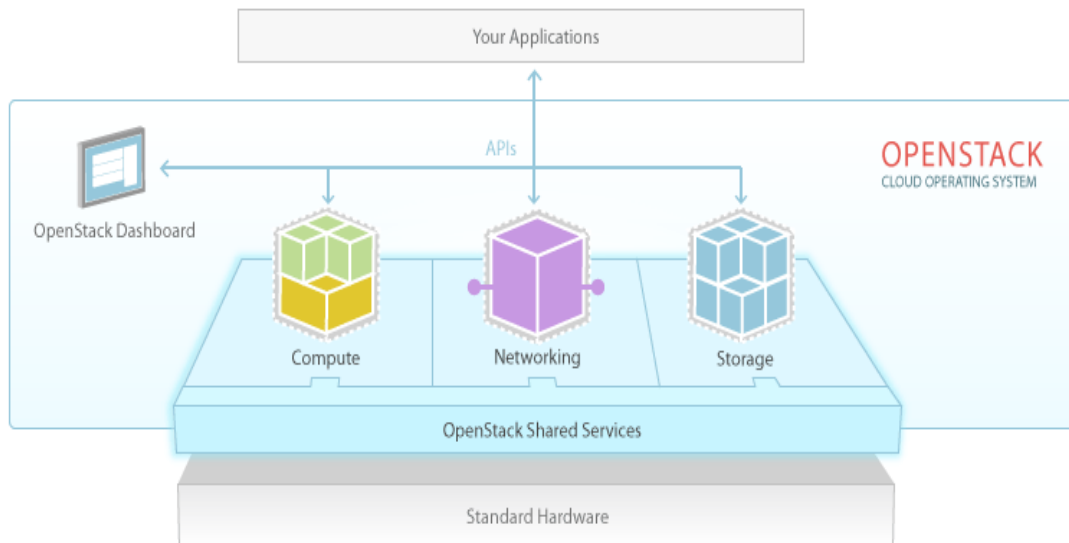 Your Applications
APIs
OPENSTACK
CLOUD OPERATING SYSTEM
OpenStack Dashboard
Compute
Networking
Storage
OpenStack Shared Services
Standard Hardware